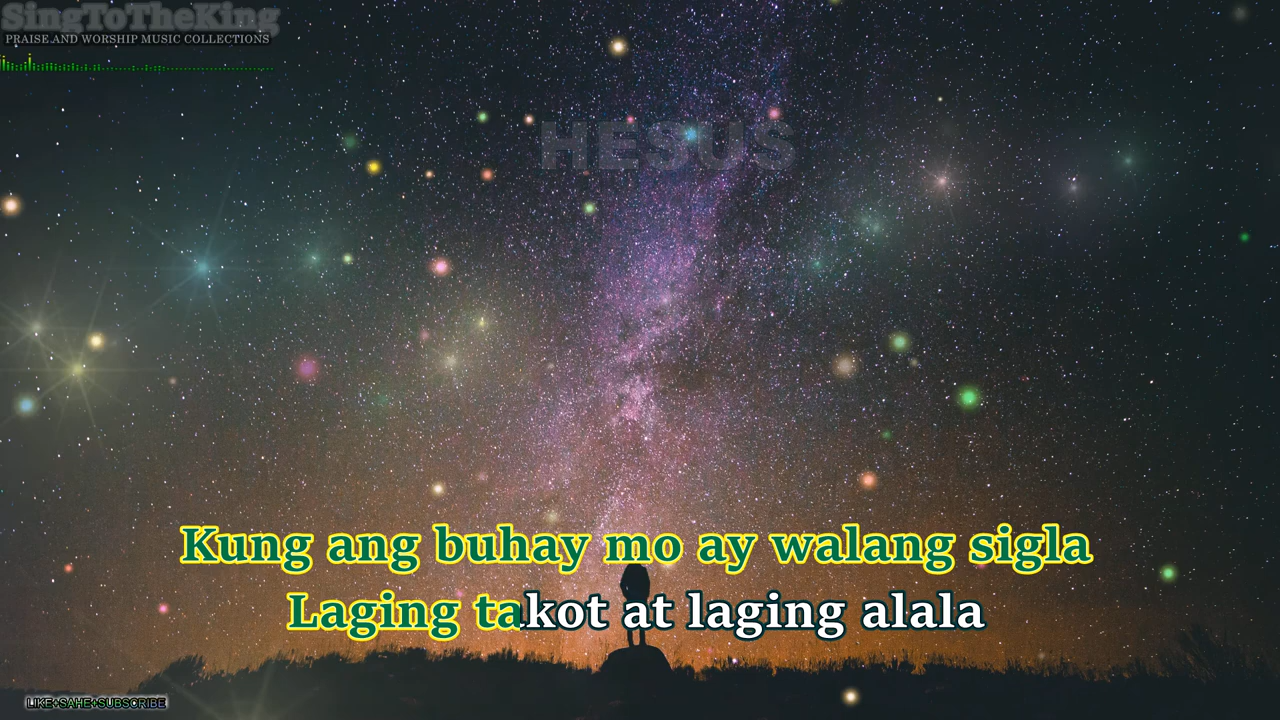 SingToTheKing
PRAISE AND WORSHIP MUSIC COLLECTIONS
HESUS
Kung ang buhay mo ay walang sigla
Laging takot at laging alala
LIKE+SAHE+SUBSCRIBE